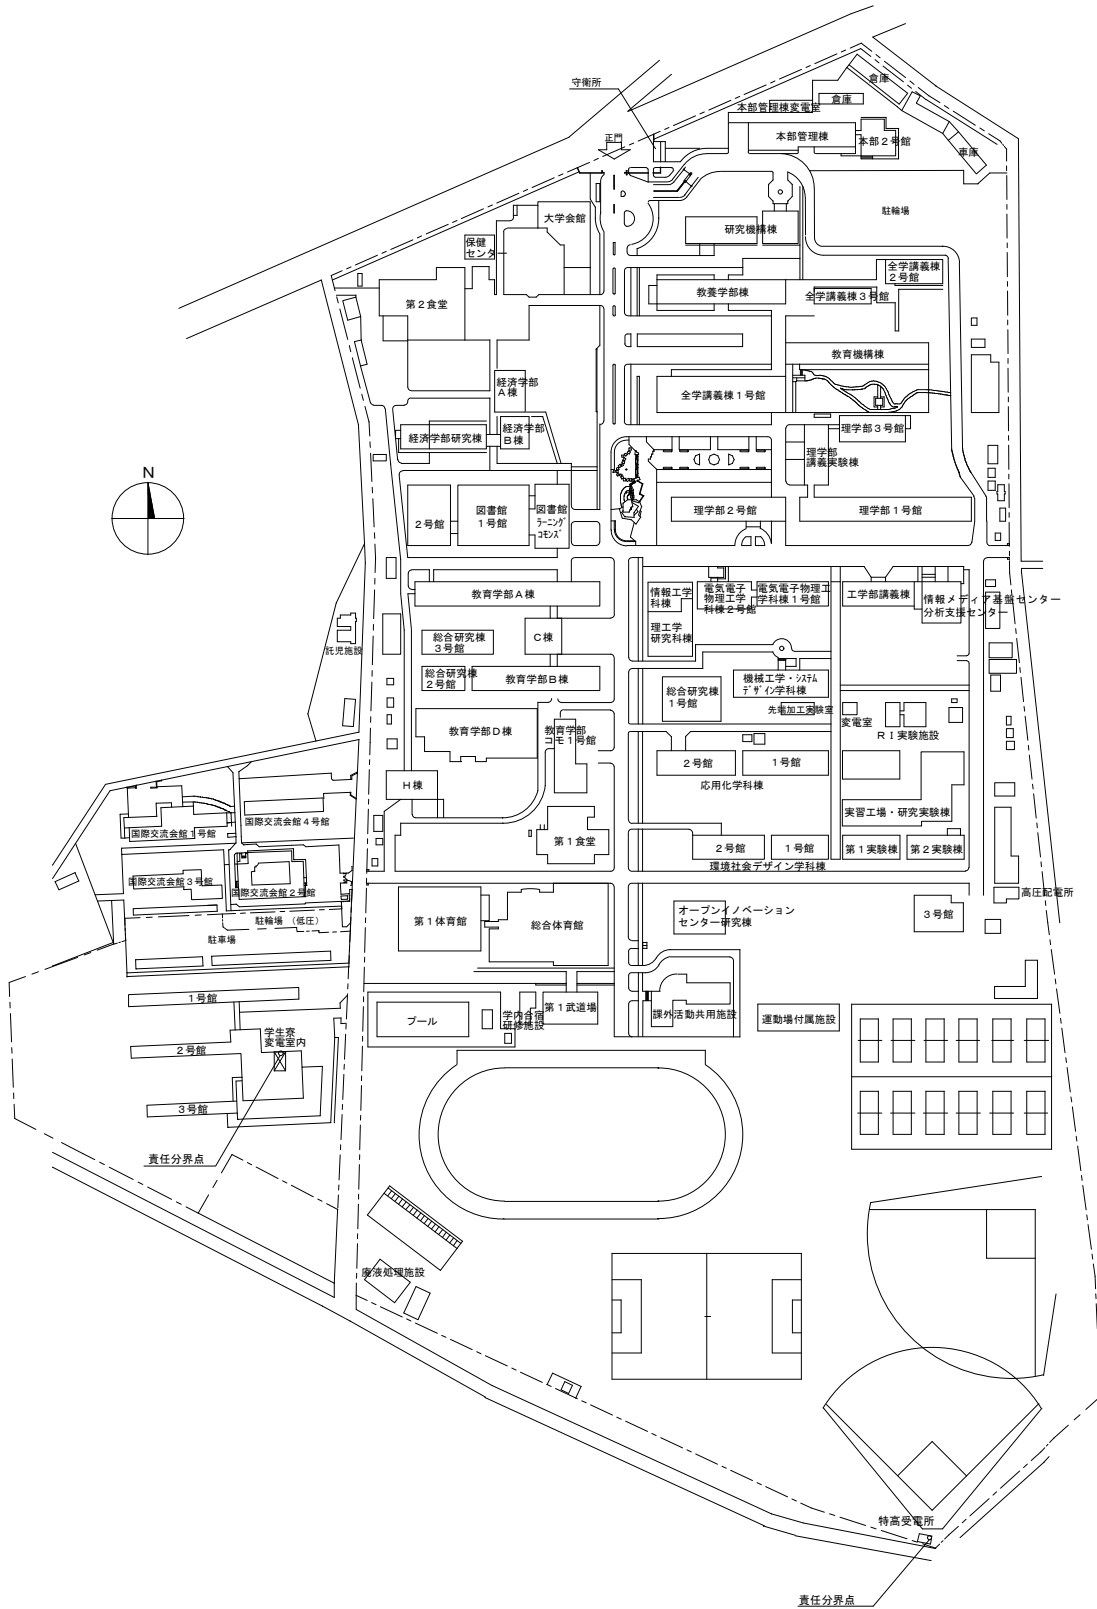 守衛所
正門
倉庫
倉庫
本部管理棟変電室
本部管理棟
本部2号館
車庫
大学会館
保健
センター
研究機構棟
駐輪場
第2食堂
教養学部棟
全学講義棟
2号館
全学講義棟3号館
教育機構棟
経済学部
A棟
全学講義棟1号館
経済学部研究棟
経済学部
B棟
理学部3号館
理学部
講義実験棟
N
2号館
図書館
1号館
図書館
ラーニング
コモンズ
理学部2号館
理学部1号館
教育学部A棟
情報工学
科棟
理工学
研究科棟
電気電子
物理工学
科棟2号館
電気電子物理工
学科棟1号館
工学部講義棟
情報メディア基盤センター
分析支援センター
託児施設
総合研究棟
3号館
C棟
総合研究棟
2号館
教育学部B棟
総合研究棟
1号館
機械工学・システム
デザイン学科棟
先端加工実験室
変電室
RI実験施設
教育学部D棟
教育学部
コモ1号館
2号館
1号館
応用化学科棟
H棟
実習工場・研究実験棟
国際交流会館1号館
国際交流会館4号館
第1食堂
2号館
1号館
第1実験棟
第2実験棟
環境社会デザイン学科棟
国際交流会館3号館
国際交流会館2号館
高圧配電所
駐輪場(低圧)
駐車場
第1体育館
総合体育館
オープンイノベーション
センター研究棟
3号館
1号館
プール
学内合宿
研修施設
第1武道場
課外活動共用施設
運動場付属施設
学生寮
変電室内
2号館
3号館
責任分界点
廃液処理施設
特高受電所
責任分界点